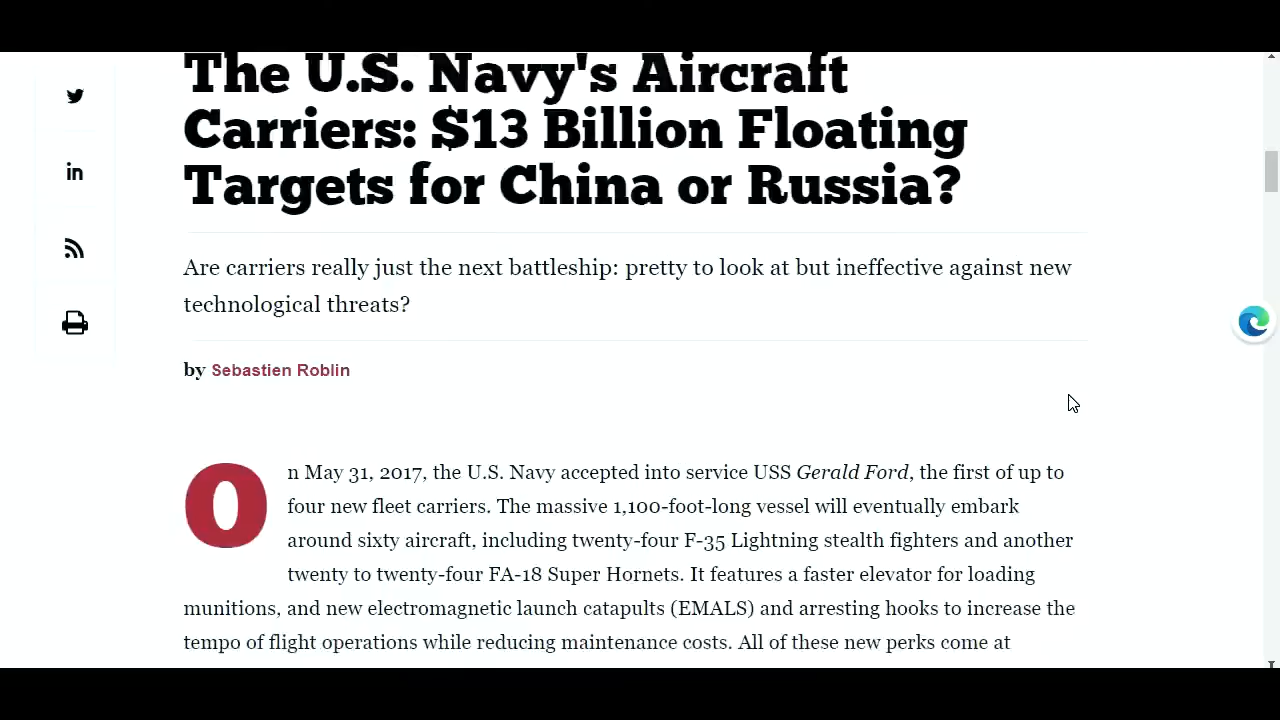 The U.S. Navy's Aircraft
Carriers: $13 Billion Floating
Targets for China or Russia?
Are carriers really just the next battleship: pretty to look at but ineffective against new
technological threats?
by Sebastien Roblin
On May 31, 2017, the U.S. Navy accepted into service USS Gerald Ford, the first of up to
four new fleet carriers. The massive 1,100-foot-long vessel will eventually embark
around sixty aircraft, including twenty-four F-35 Lightning stealth fighters and another
twenty to twenty-four FA-18 Super Hornets. It features a faster elevator for loading
munitions, and new electromagnetic launch catapults (EMALS) and arresting hooks to increase the
tempo of flight operations while reducing maintenance costs. All of these new perks come at